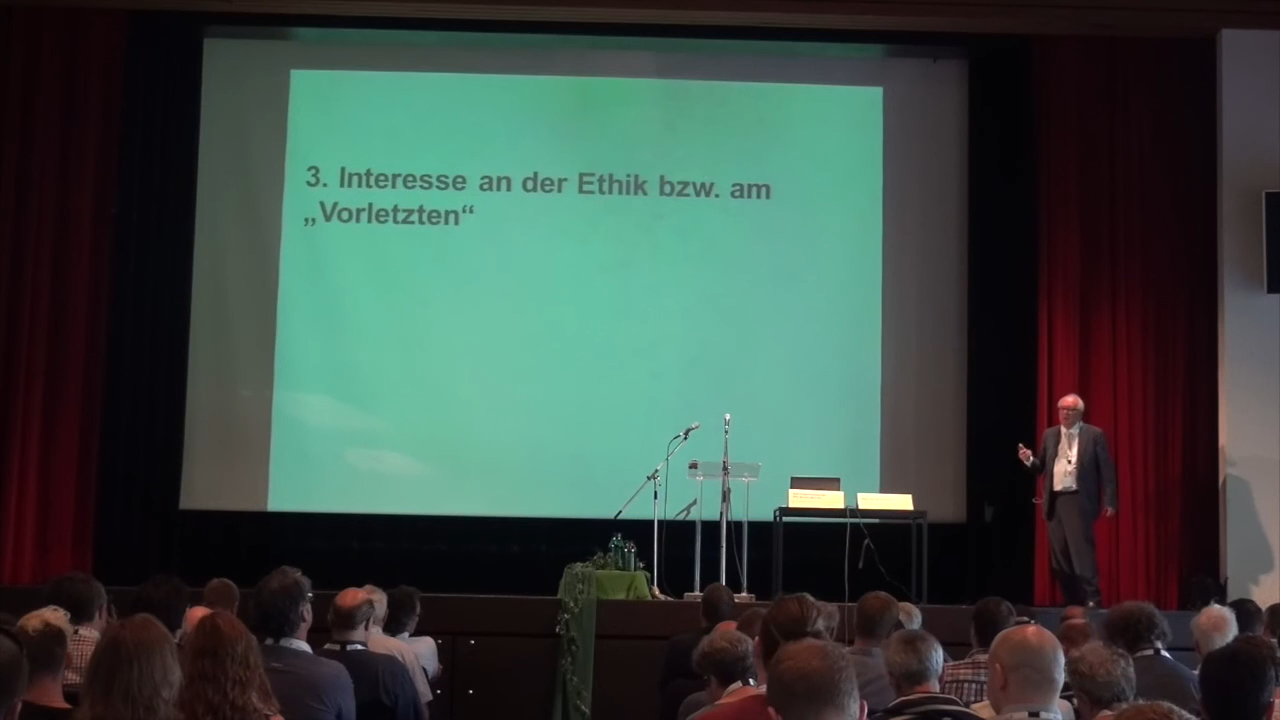 3. Interesse an der Ethik bzw. am
„Vorletzten“